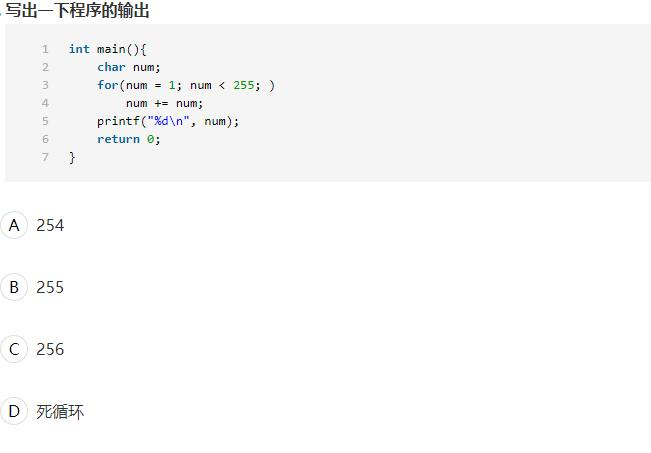 写出一下程序的输出
1 int main(){
2 char num;
3 for(num = 1; num < 255; )
4 num += num;
5 printf("%d\n", num);
6 return 0;
7 }
A 254
B 255
C 256
D 死循环